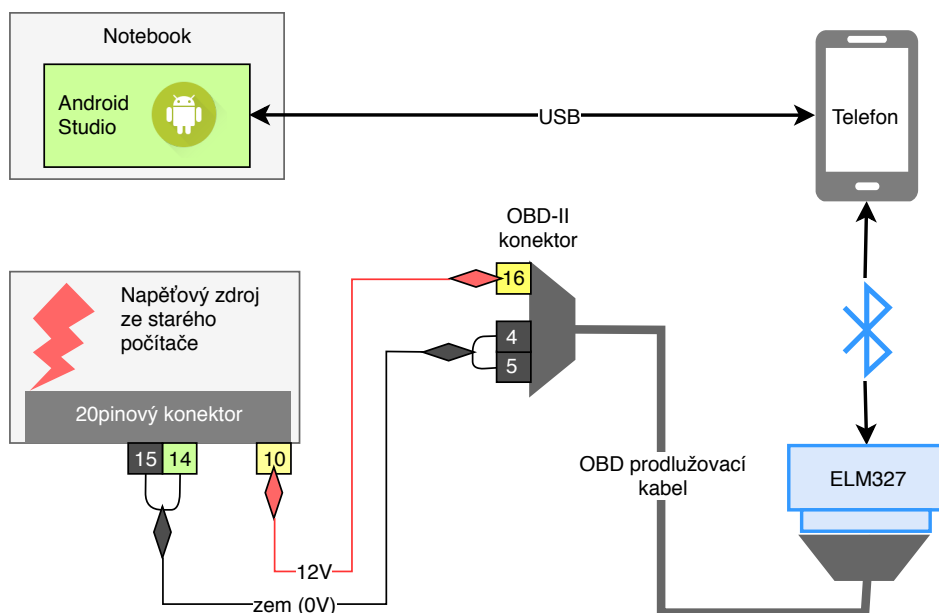 Notebook
Android
Studio
USB
Telefon
OBD-II
konektor
16
4
5
Napěťový zdroj
ze starého
počítače
20pinový konektor
15
14
10
OBD prodlužovací
kabel
ELM327
12V
zem (0V)